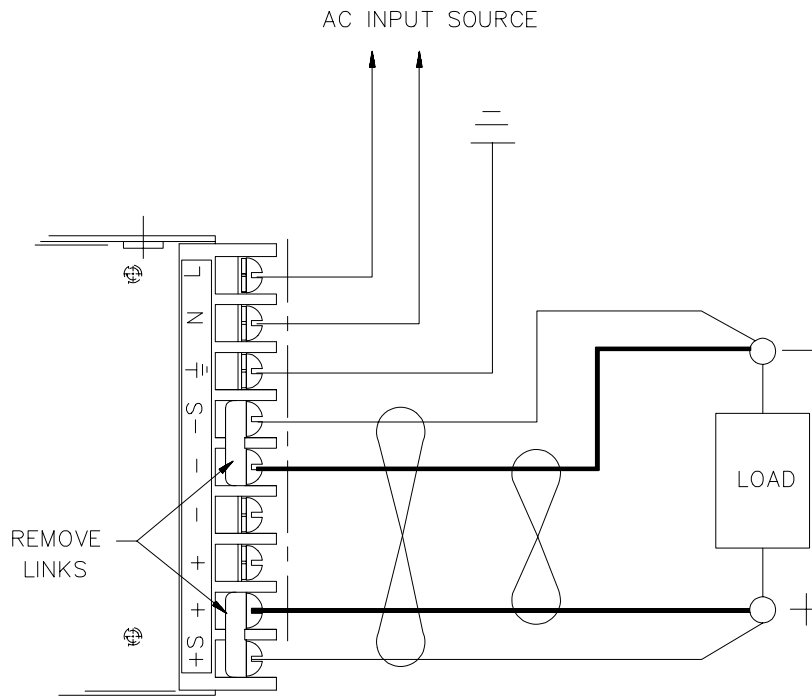 AC INPUT SOURCE
L
N
-S
-
-
+
+
+S
REMOVE
LINKS
-
LOAD
+